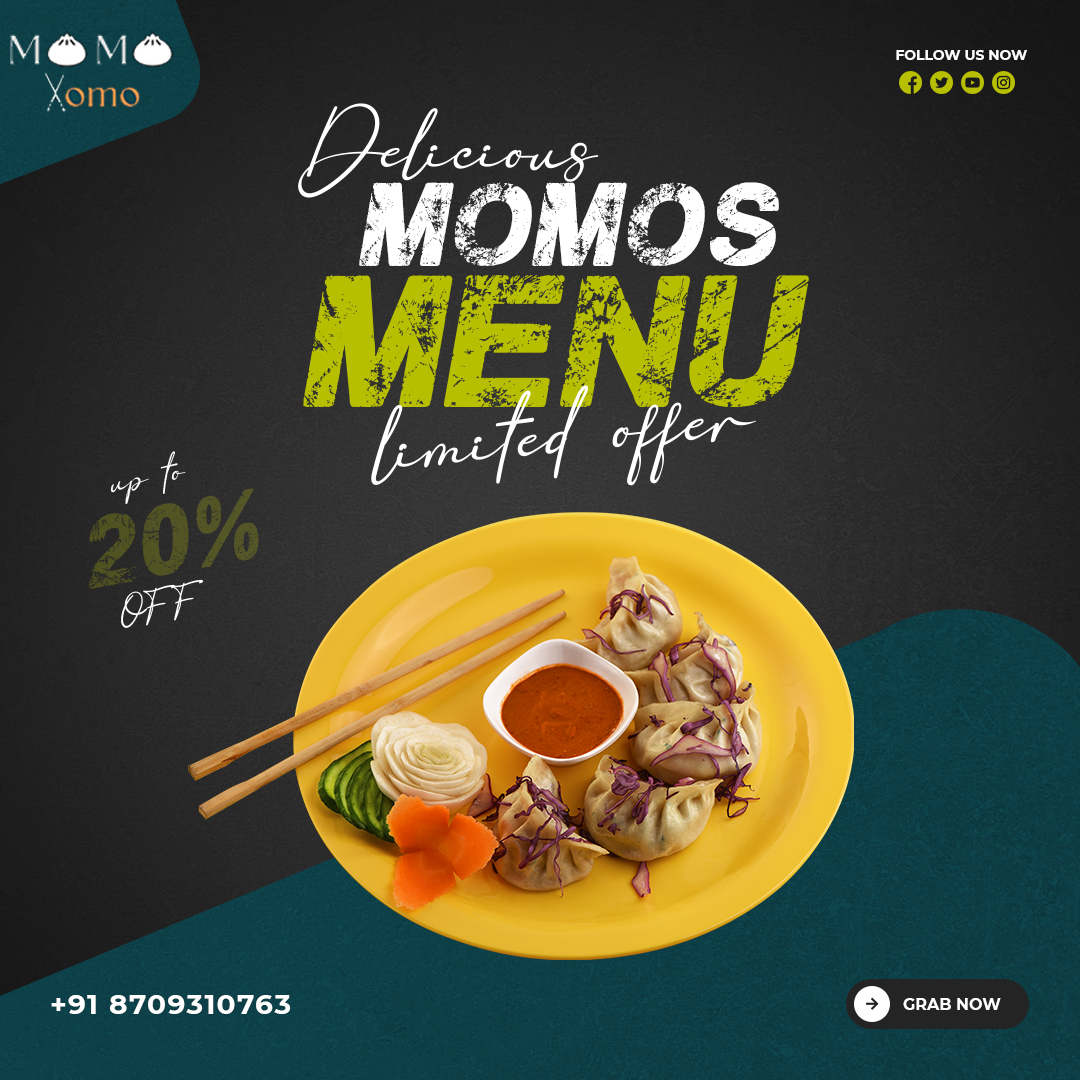 MOMO
Xomo
FOLLOW US NOW
Delicious
MOMOS
MENU
limited offer
up to
20%
OFF
+91 8709310763
GRAB NOW